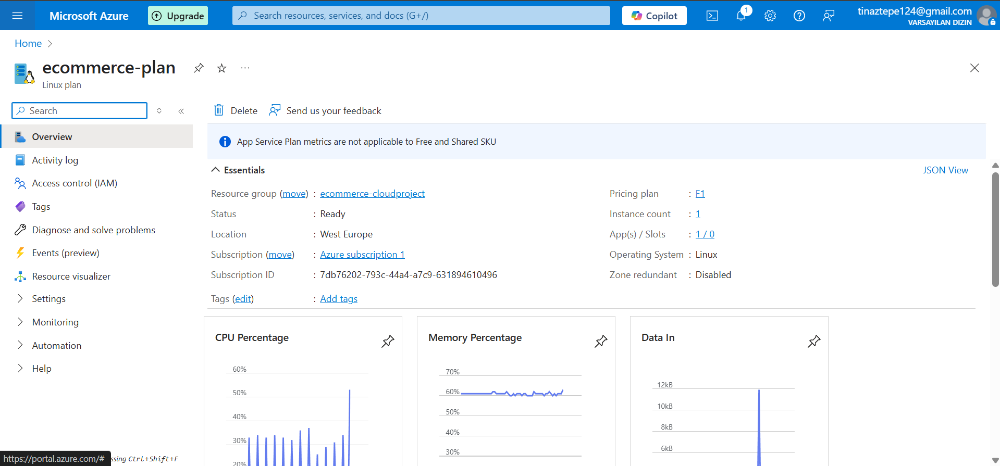 Microsoft Azure
Upgrade
Search resources, services, and docs (G+/)
Copilot
1
tinaztepe124@gmail.com
VARSAYILAN DIZIN
Home
ecommerce-plan
Linux plan
Search
Delete
Send us your feedback
Overview
Activity log
Access control (IAM)
Tags
Diagnose and solve problems
Events (preview)
Resource visualizer
Settings
Monitoring
Automation
Help
App Service Plan metrics are not applicable to Free and Shared SKU
Essentials
JSON View
Resource group (move) : ecommerce-cloudproject
Status : Ready
Location : West Europe
Subscription (move) : Azure subscription 1
Subscription ID : 7db76202-793c-44a4-a7c9-631894610496
Tags (edit) : Add tags
Pricing plan : F1
Instance count : 1
App(s) / Slots : 1 / 0
Operating System : Linux
Zone redundant : Disabled
CPU Percentage
60%
50%
40%
30%
20%
Memory Percentage
70%
60%
50%
40%
30%
Data In
12kB
10kB
8kB
6kB
https://portal.azure.com/#
Ctrl+Shift+F